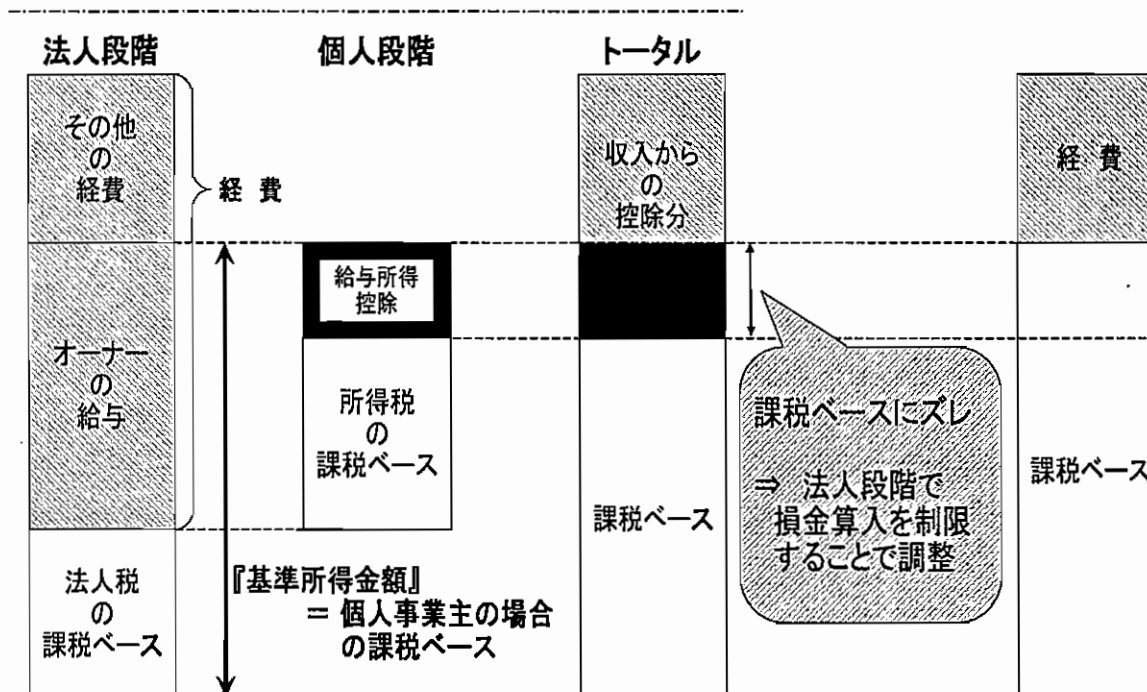 法人段階
個人段階
トータル
その他
の
経費
経 費
オーナー
の
給与
法人税
の
課税ベース
給与所得
控除
所得税
の
課税ベース
『基準所得金額』
＝ 個人事業主の場合
の課税ベース
収入から
の
控除分
課税ベース
課税ベースにズレ
⇒ 法人段階で
損金算入を制限
することで調整
経 費
課税ベース